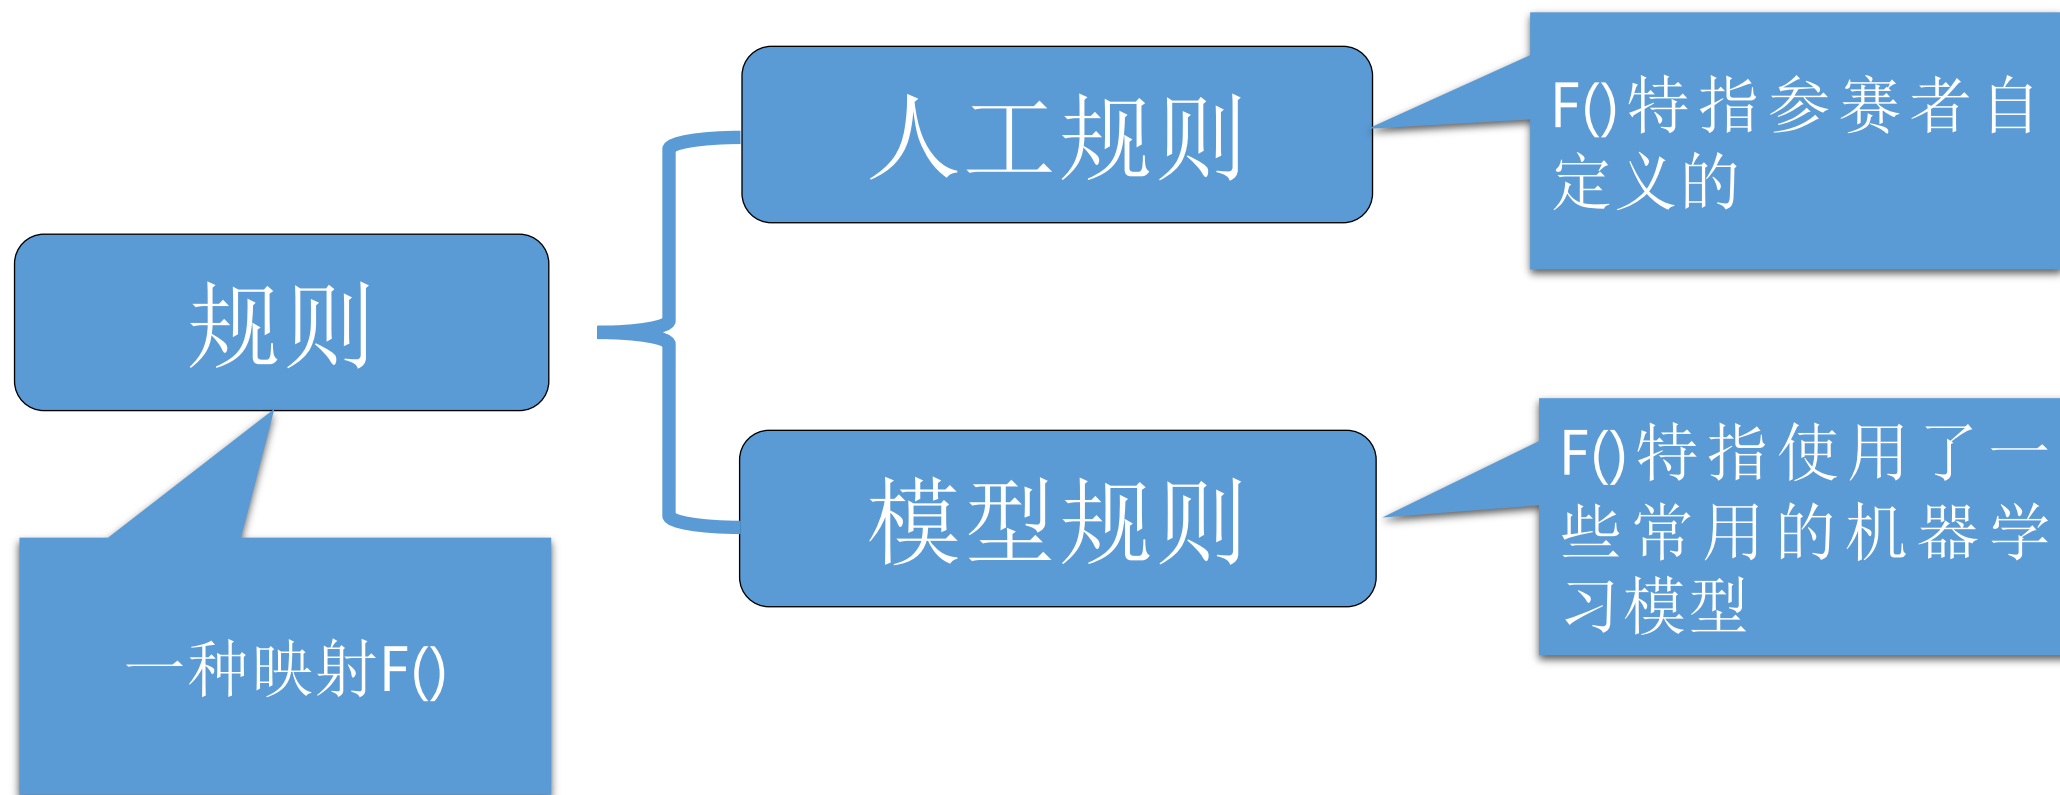 人工规则
F()特指参赛者自
定义的
规则
一种映射F()
模型规则
F()特指使用了一
些常用的机器学
习模型